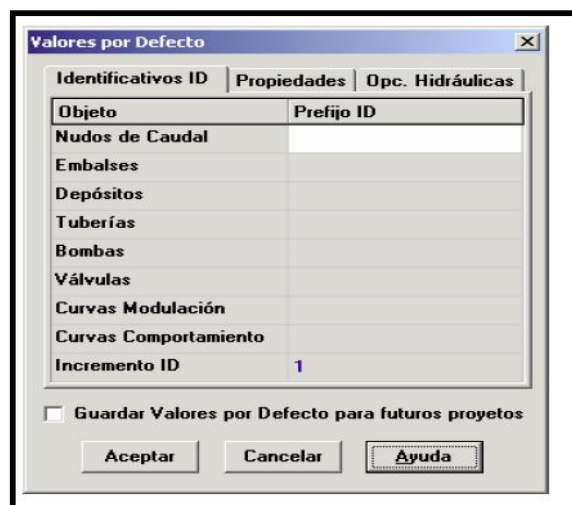 Valores por Defecto
Identificativos ID Propiedades Opc. Hidráulicas
Objeto Prefijo ID
Nudos de Caudal
Embalses
Depósitos
Tuberías
Bombas
Válvulas
Curvas Modulación
Curvas Comportamiento
Incremento ID 1
Guardar Valores por Defecto para futuros proyetos
Aceptar Cancelar Ayuda